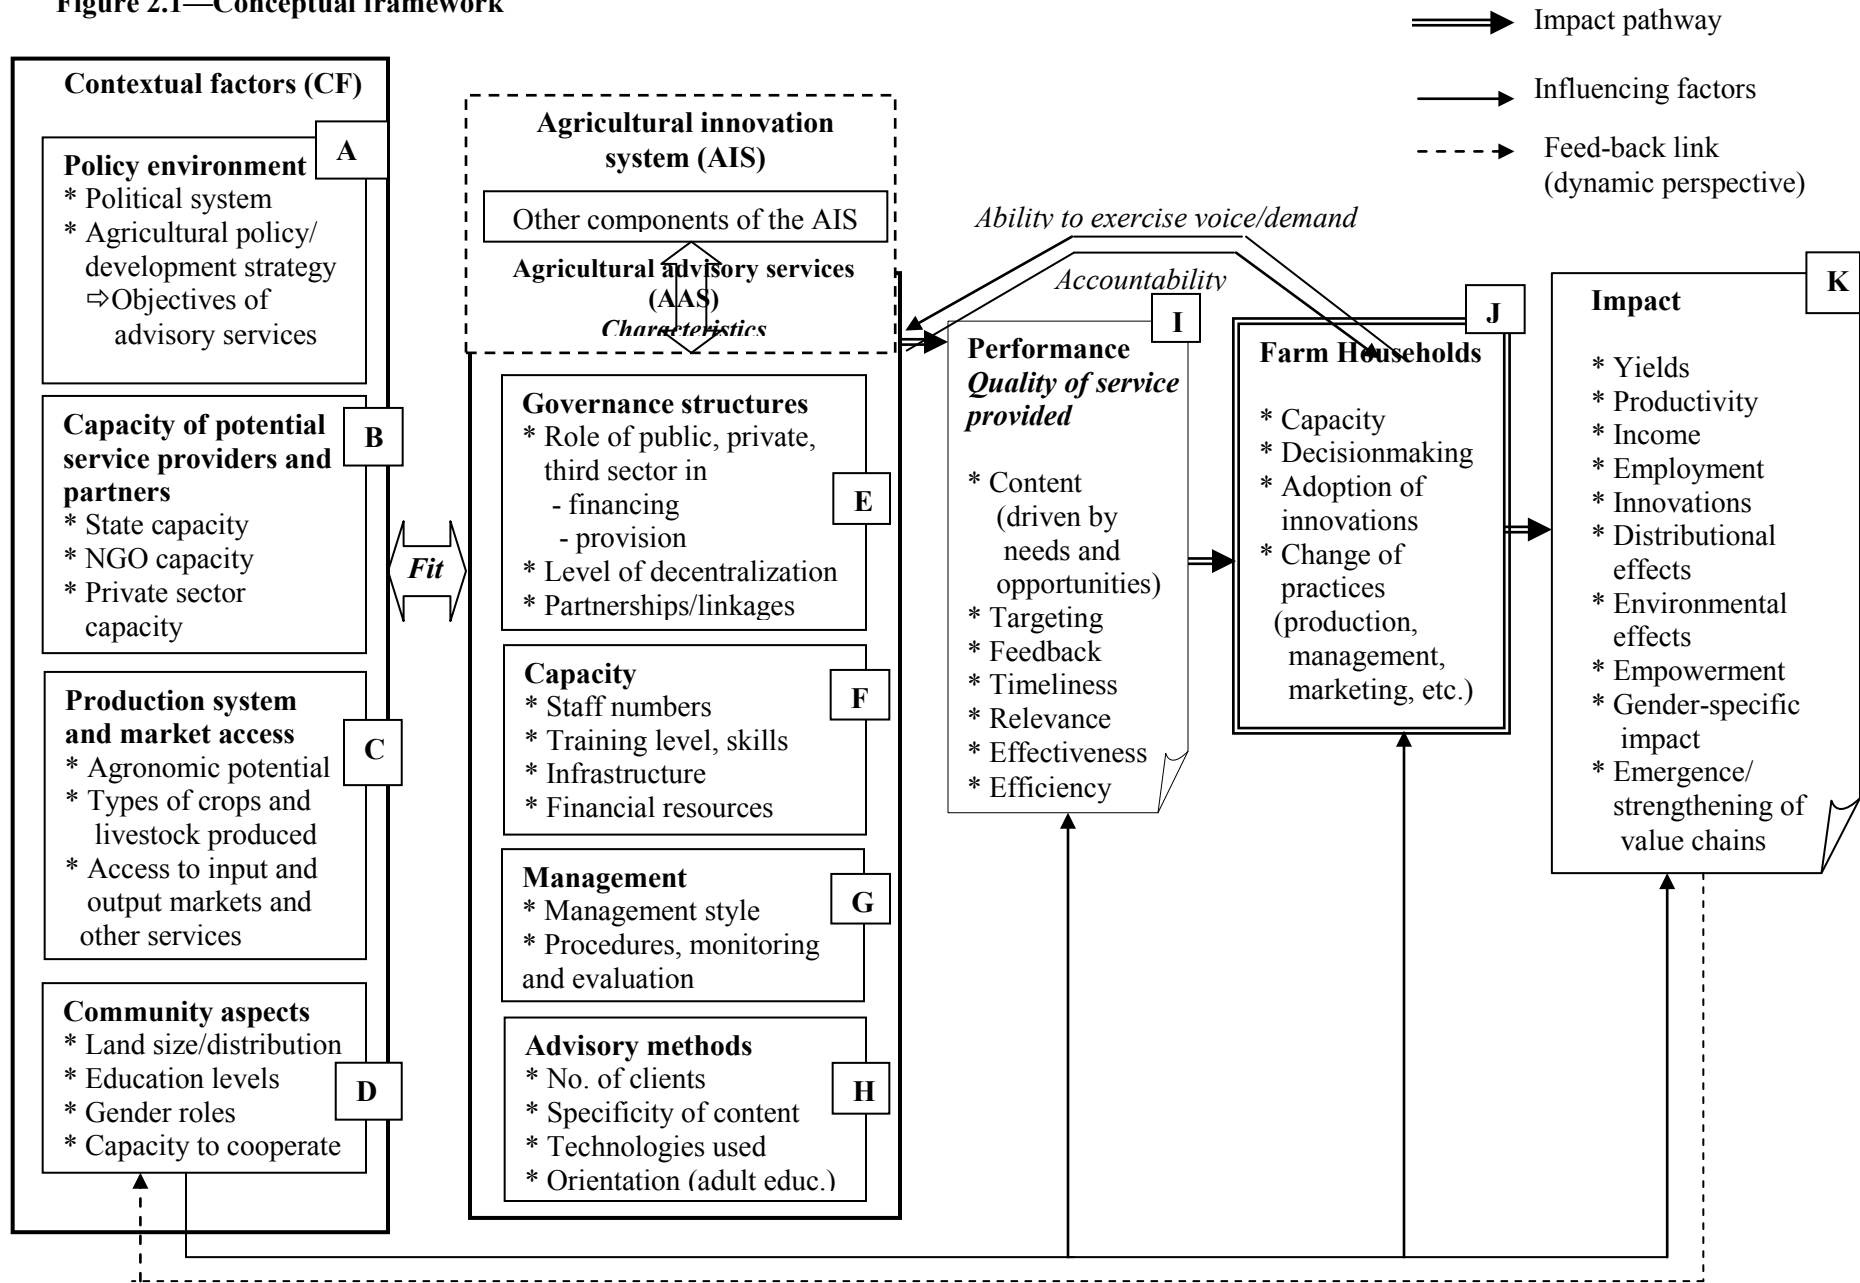 Figure 2.1—Conceptual framework
Impact pathway
Influencing factors
Feed-back link
(dynamic perspective)
Contextual factors (CF)
A
Policy environment
* Political system
* Agricultural policy/
development strategy
⇨Objectives of
advisory services
B
Capacity of potential
service providers and
partners
* State capacity
* NGO capacity
* Private sector
capacity
C
Production system
and market access
* Agronomic potential
* Types of crops and
livestock produced
* Access to input and
output markets and
other services
D
Community aspects
* Land size/distribution
* Education levels
* Gender roles
* Capacity to cooperate
Fit
Agricultural innovation
system (AIS)
Other components of the AIS
Agricultural advisory services
(AAS)
Characteristics
E
Governance structures
* Role of public, private,
third sector in
- financing
- provision
* Level of decentralization
* Partnerships/linkages
F
Capacity
* Staff numbers
* Training level, skills
* Infrastructure
* Financial resources
G
Management
* Management style
* Procedures, monitoring
and evaluation
H
Advisory methods
* No. of clients
* Specificity of content
* Technologies used
* Orientation (adult educ.)
Ability to exercise voice/demand
Accountability
I
Performance
Quality of service
provided
* Content
(driven by
needs and
opportunities)
* Targeting
* Feedback
* Timeliness
* Relevance
* Effectiveness
* Efficiency
J
Farm Households
* Capacity
* Decisionmaking
* Adoption of
innovations
* Change of
practices
(production,
management,
marketing, etc.)
K
Impact
* Yields
* Productivity
* Income
* Employment
* Innovations
* Distributional
effects
* Environmental
effects
* Empowerment
* Gender-specific
impact
* Emergence/
strengthening of
value chains